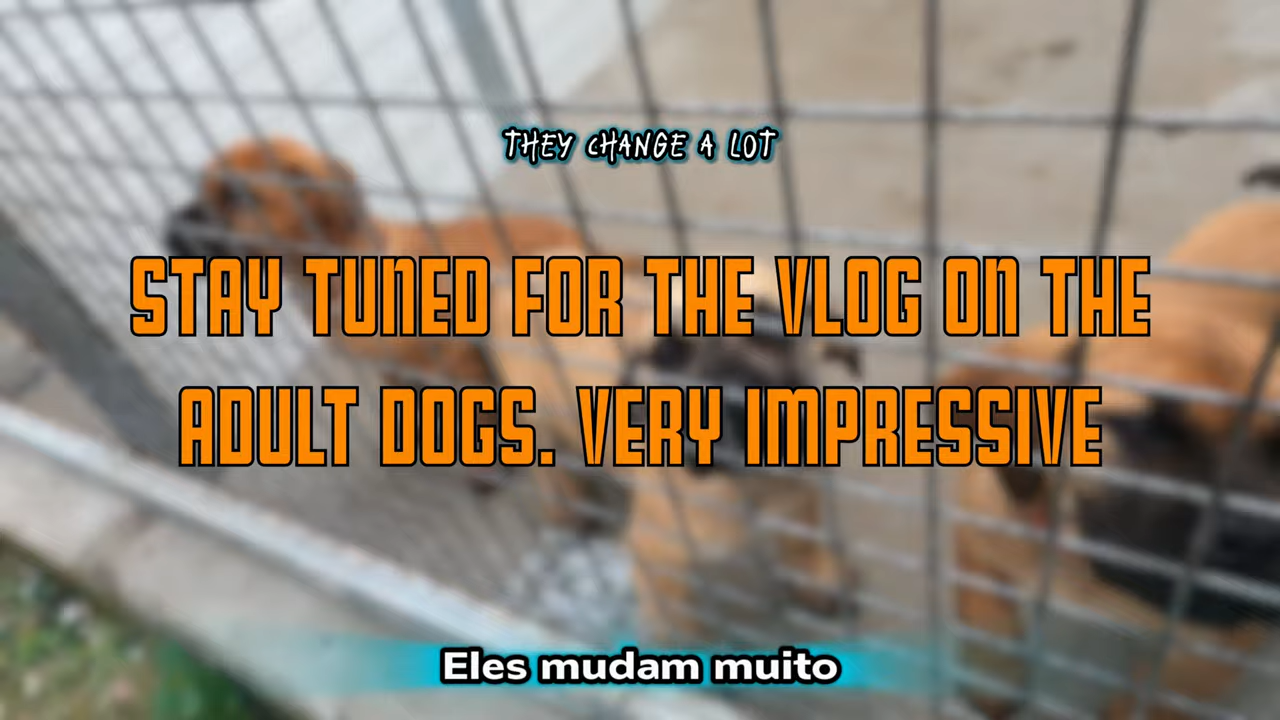 THEY CHANGE A LOT
STAY TUNED FOR THE VLOG ON THE
ADULT DOGS. VERY IMPRESSIVE
Eles mudam muito